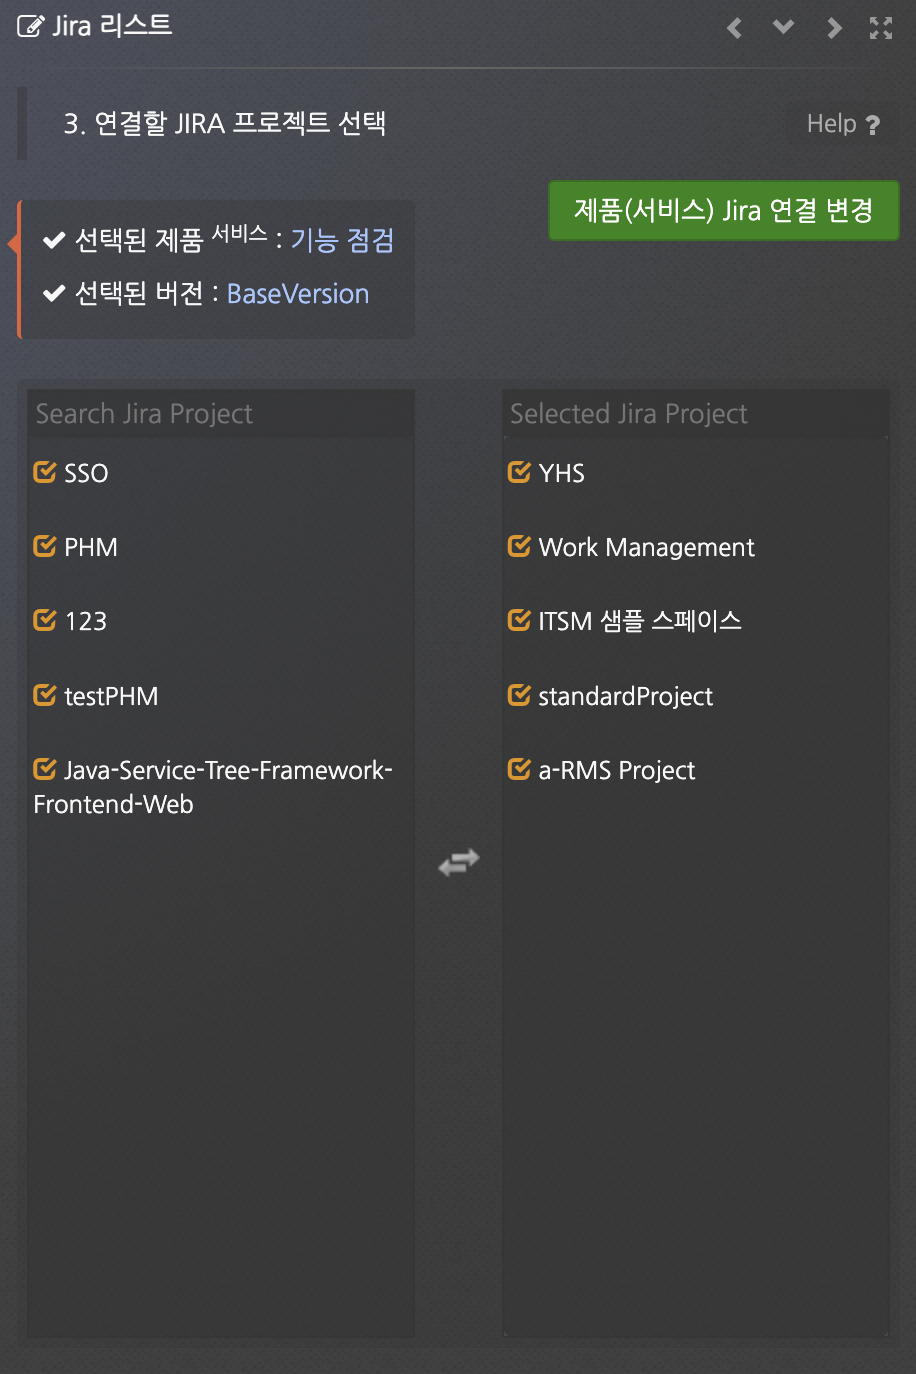 Jira 리스트
3. 연결할 JIRA 프로젝트 선택
Help ?
제품(서비스) Jira 연결 변경
선택된 제품 서비스 : 기능 점검
선택된 버전 : BaseVersion
Search Jira Project
SSO
PHM
123
testPHM
Java-Service-Tree-Framework-
Frontend-Web
Selected Jira Project
YHS
Work Management
ITSM 샘플 스페이스
standardProject
a-RMS Project